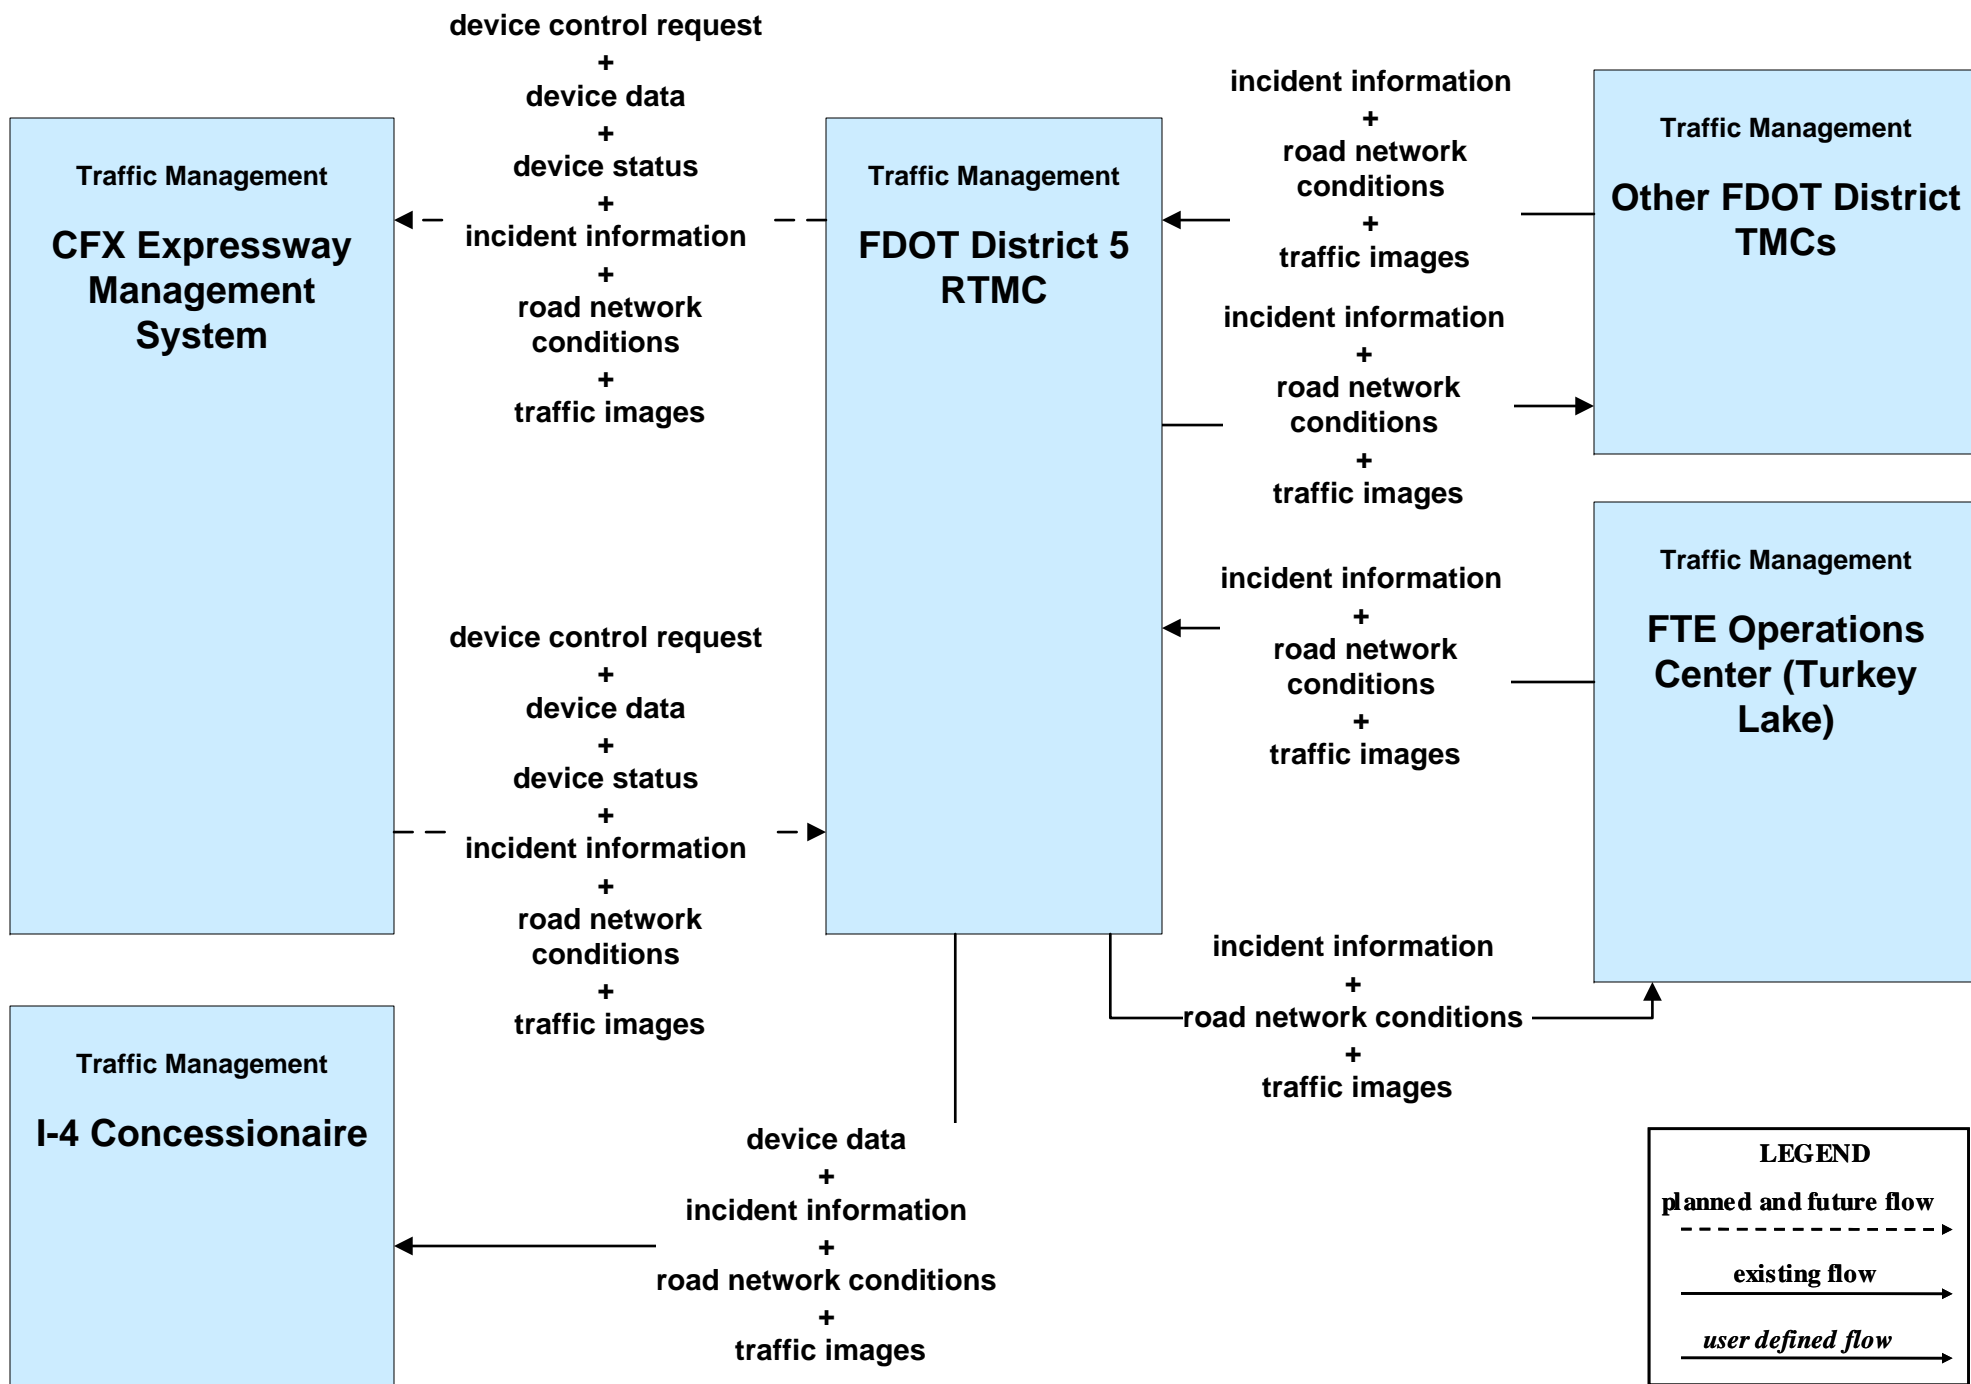 device control request
+
device data
+
device status
+
incident information
+
road network
conditions
+
traffic images
Traffic Management
CFX Expressway
Management
System
Traffic Management
FDOT District 5
RTMC
incident information
+
road network
conditions
+
traffic images
Traffic Management
Other FDOT District
TMCs
incident information
+
road network
conditions
+
traffic images
incident information
+
road network
conditions
+
traffic images
Traffic Management
FTE Operations
Center (Turkey
Lake)
device control request
+
device data
+
device status
+
incident information
+
road network
conditions
+
traffic images
incident information
+
road network conditions
+
traffic images
Traffic Management
I-4 Concessionaire
device data
+
incident information
+
road network conditions
+
traffic images
LEGEND
planned and future flow
existing flow
user defined flow